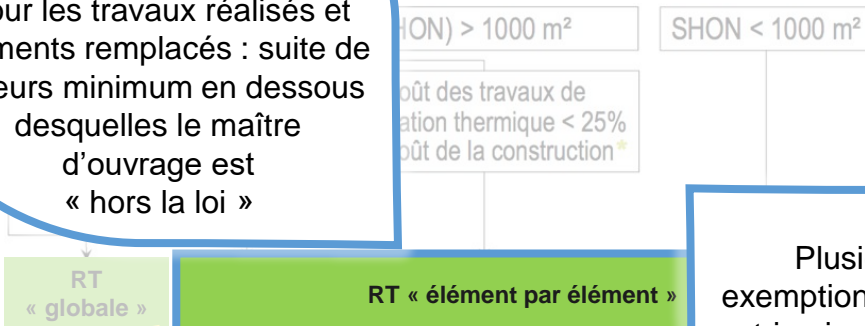 our les travaux réalisés et
ments remplacés : suite de
eurs minimum en dessous
desquelles le maître
d’ouvrage est
« hors la loi »
HON) > 1000 m²
SHON < 1000 m²
oût des travaux de
ation thermique < 25%
oût de la construction*
RT
« globale »
RT « élément par élément »
Plusi
exemption